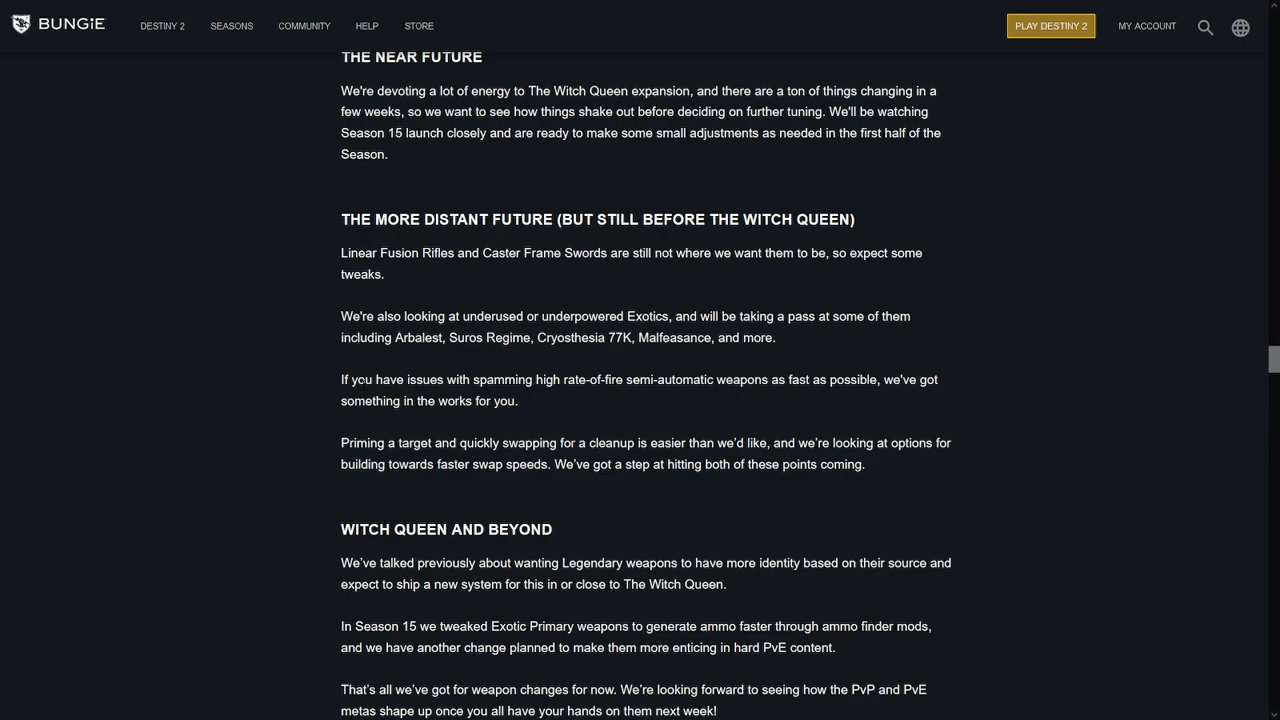 BUNGIE
DESTINY 2 SEASONS COMMUNITY HELP STORE PLAY DESTINY 2 MY ACCOUNT
THE NEAR FUTURE
We're devoting a lot of energy to The Witch Queen expansion, and there are a ton of things changing in a
few weeks, so we want to see how things shake out before deciding on further tuning. We'll be watching
Season 15 launch closely and are ready to make some small adjustments as needed in the first half of the
Season.
THE MORE DISTANT FUTURE (BUT STILL BEFORE THE WITCH QUEEN)
Linear Fusion Rifles and Caster Frame Swords are still not where we want them to be, so expect some
tweaks.
We're also looking at underused or underpowered Exotics, and will be taking a pass at some of them
including Arbalest, Suros Regime, Cryosthesia 77K, Malfeasance, and more.
If you have issues with spamming high rate-of-fire semi-automatic weapons as fast as possible, we've got
something in the works for you.
Priming a target and quickly swapping for a cleanup is easier than we’d like, and we’re looking at options for
building towards faster swap speeds. We’ve got a step at hitting both of these points coming.
WITCH QUEEN AND BEYOND
We’ve talked previously about wanting Legendary weapons to have more identity based on their source and
expect to ship a new system for this in or close to The Witch Queen.
In Season 15 we tweaked Exotic Primary weapons to generate ammo faster through ammo finder mods,
and we have another change planned to make them more enticing in hard PvE content.
That’s all we’ve got for weapon changes for now. We’re looking forward to seeing how the PvP and PvE
metas shape up once you all have your hands on them next week!